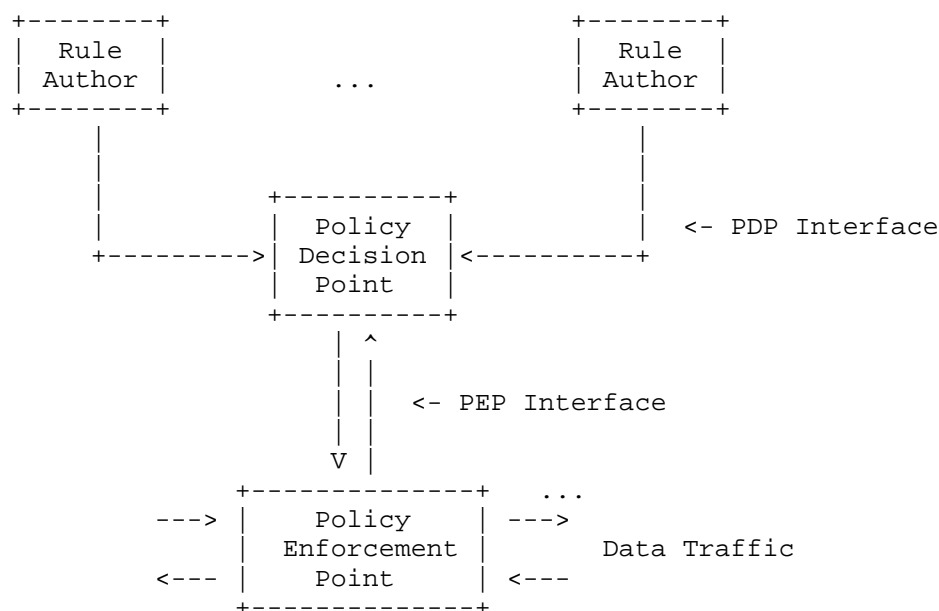 Rule Rule
Author ... Author
Policy <- PDP Interface
Decision
Point
<- PEP Interface
...
Policy
Enforcement Data Traffic
Point